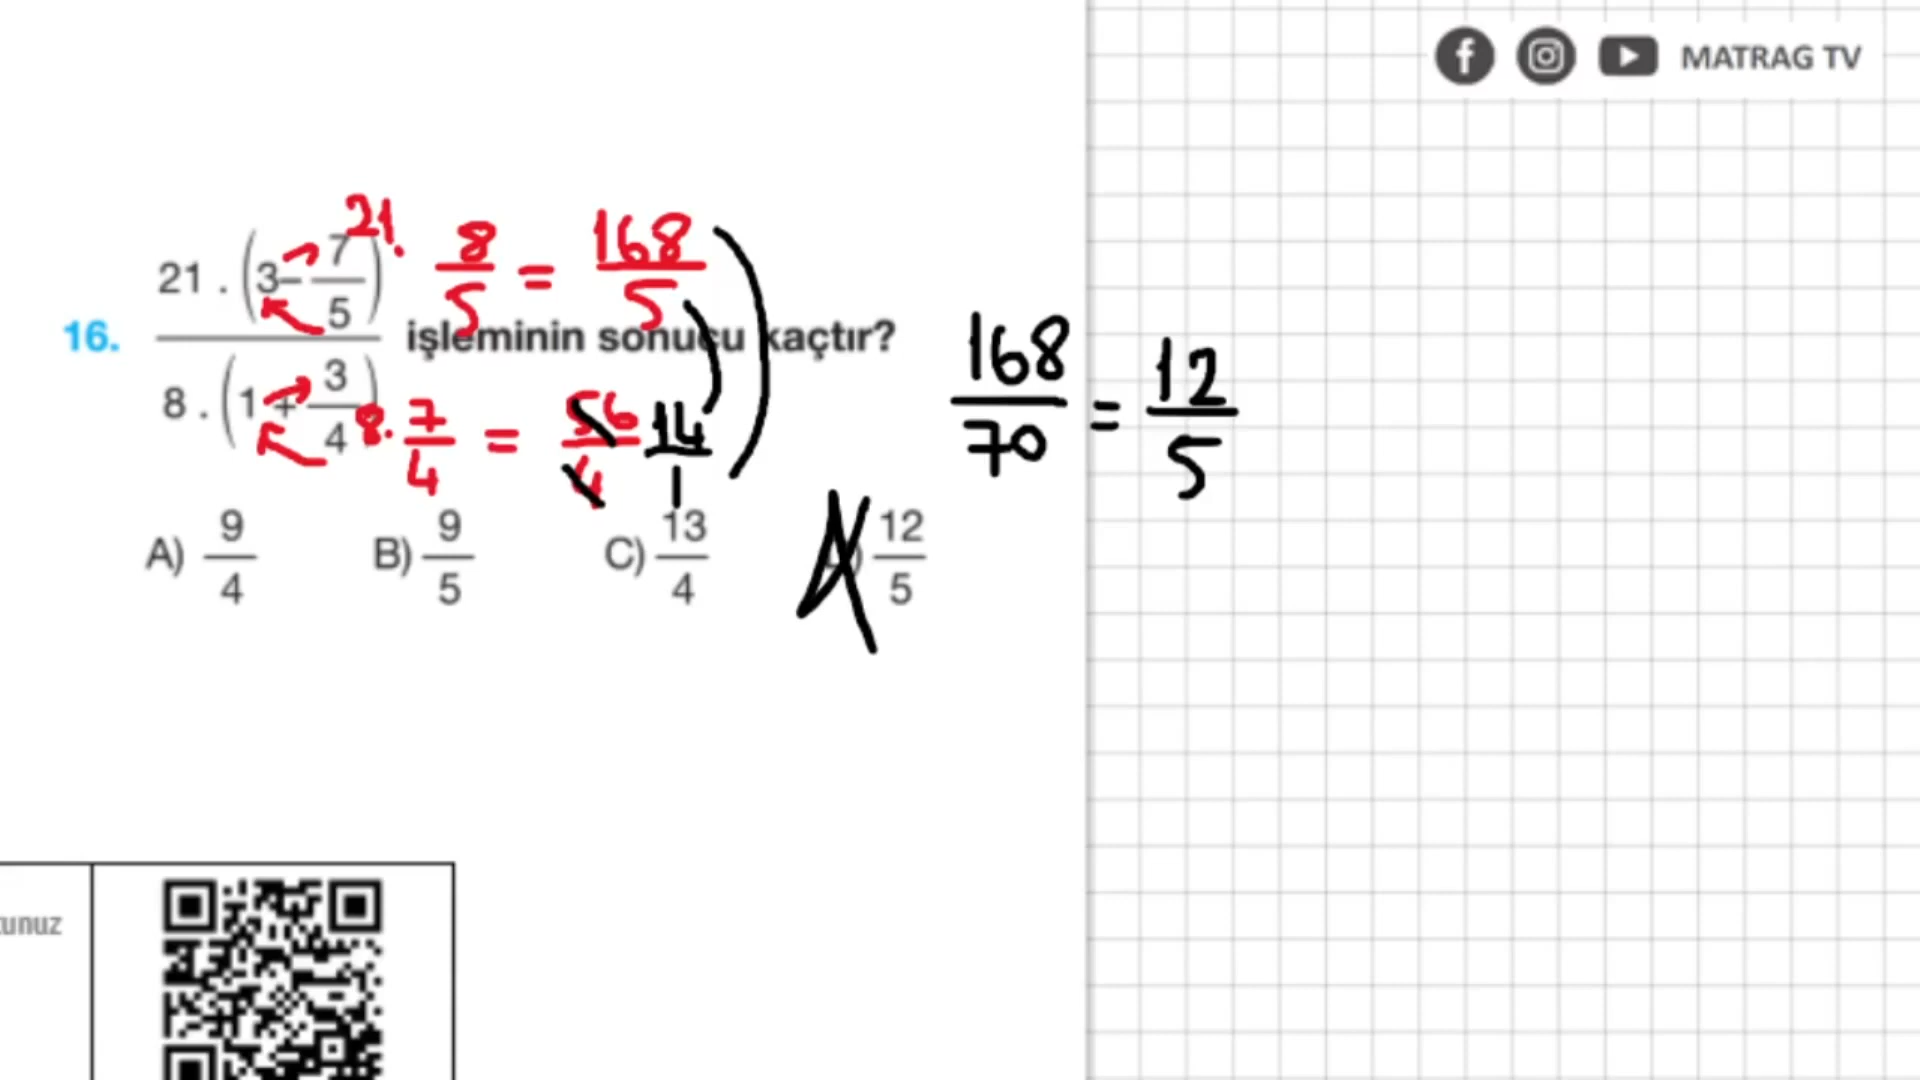 MATRAG TV
16. 21 . (3 - 7/5) / 8 . (1 + 3/4) işleminin sonucu kaçtır?
21 . 8/5 = 168/5
8 . 7/4 = 56/4 14/1
168/70 = 12/5
A) 9/4 B) 9/5 C) 13/4 D) 12/5
tunuz